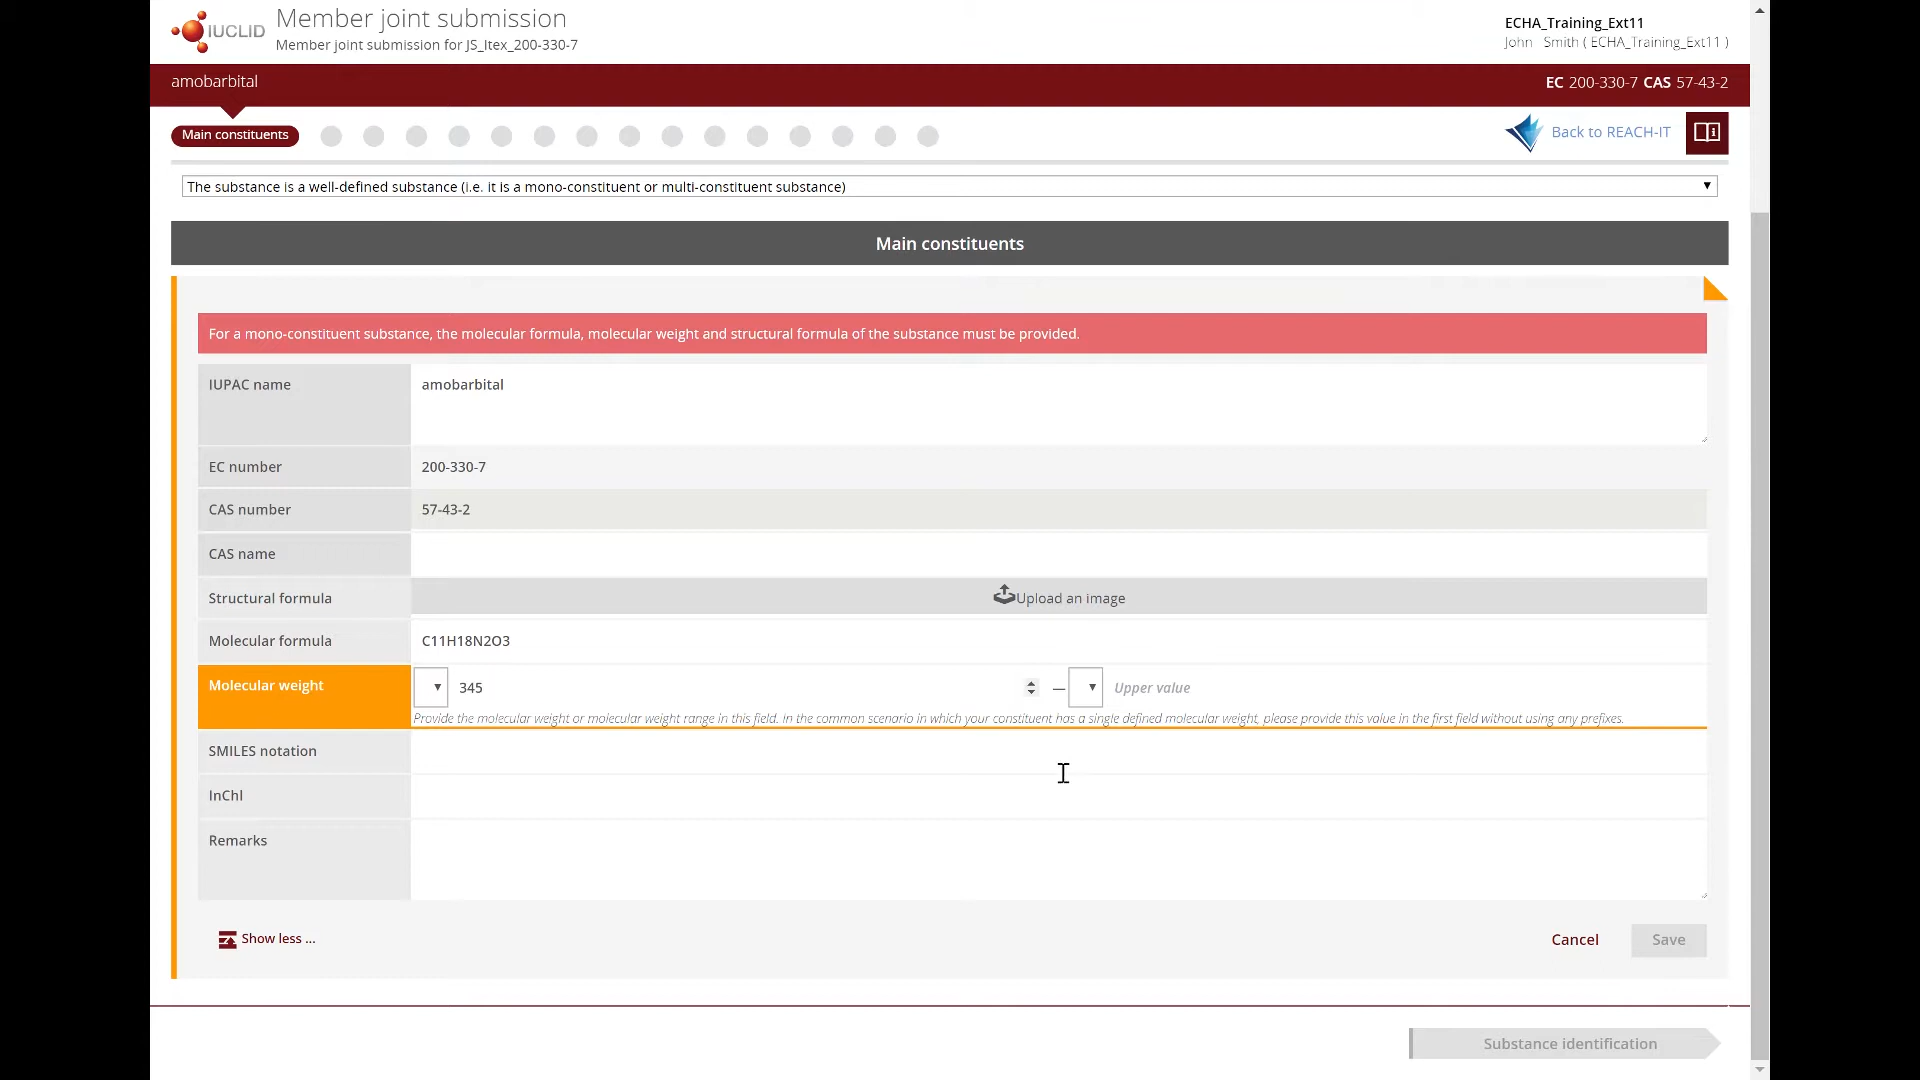 IUCLID
Member joint submission
Member joint submission for JS_Itex_200-330-7
ECHA_Training_Ext11
John Smith ( ECHA_Training_Ext11 )
amobarbital
EC 200-330-7 CAS 57-43-2
Main constituents
Back to REACH-IT
The substance is a well-defined substance (i.e. it is a mono-constituent or multi-constituent substance)
Main constituents
For a mono-constituent substance, the molecular formula, molecular weight and structural formula of the substance must be provided.
IUPAC name amobarbital
EC number 200-330-7
CAS number 57-43-2
CAS name
Structural formula Upload an image
Molecular formula C11H18N2O3
Molecular weight 345 — Upper value
Provide the molecular weight or molecular weight range in this field. In the common scenario in which your constituent has a single defined molecular weight, please provide this value in the first field without using any prefixes.
SMILES notation
InChl
Remarks
Show less ...
Cancel Save
Substance identification